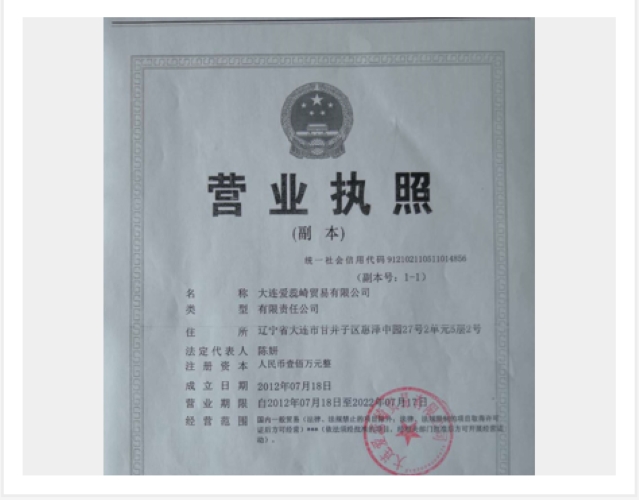 营业执照
(副 本)
统一社会信用代码 912102110511014856
(副本号: 1-1)
名 称 大连爱蕊崎贸易有限公司
类 型 有限责任公司
住 所 辽宁省大连市甘井子区惠泽中园27号2单元5层2号
法定代表人 陈妍
注册资本 人民币壹佰万元整
成立日期 2012年07月18日
营业期限 自2012年07月18日至2022年07月17日
经营范围 国内一般贸易(法律、法规禁止的项目除外,法律、法规限制的项目取得许可
证后方可经营)***(依法须经批准的项目,经相关部门批准后方可开展经营活
动)。